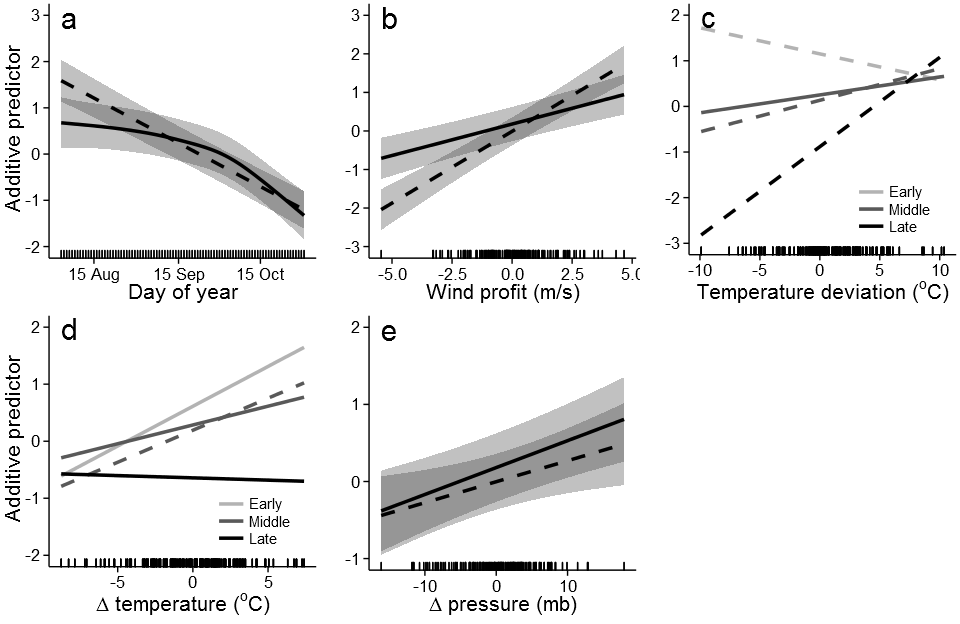 a
Additive predictor
3
2
1
0
-1
-2
15 Aug
15 Sep
15 Oct
Day of year
b
3
2
1
0
-1
-2
-3
-5.0
-2.5
0.0
2.5
5.0
Wind profit (m/s)
c
2
1
0
-1
-2
-3
Early
Middle
Late
-10
-5
0
5
10
Temperature deviation (°C)
d
Additive predictor
2
1
0
-1
-2
Early
Middle
Late
-5
0
5
Δ temperature (°C)
e
2
1
0
-1
-10
0
10
Δ pressure (mb)